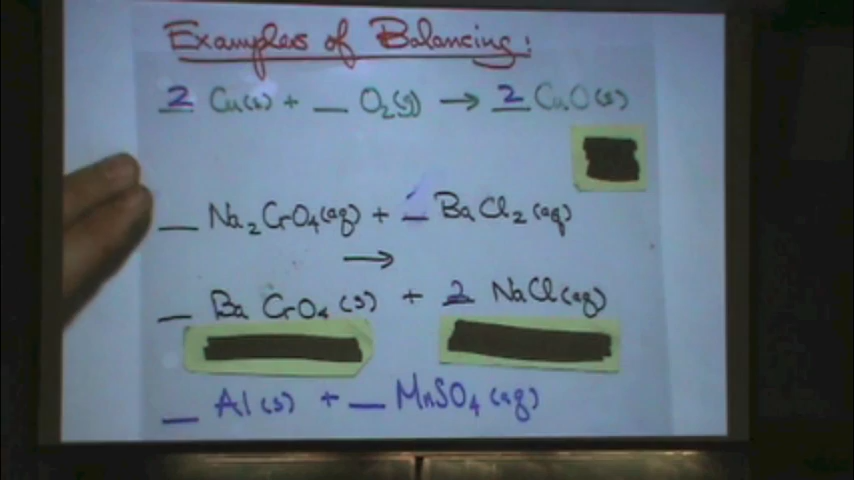 Examples of Balancing:
2 Cu(s) + __ O2(g) → 2 CuO(s)
__ Na2CrO4(aq) + __ BaCl2(aq)
→
__ BaCrO4(s) + 2 NaCl(aq)
__ Al(s) + __ MnSO4(aq)